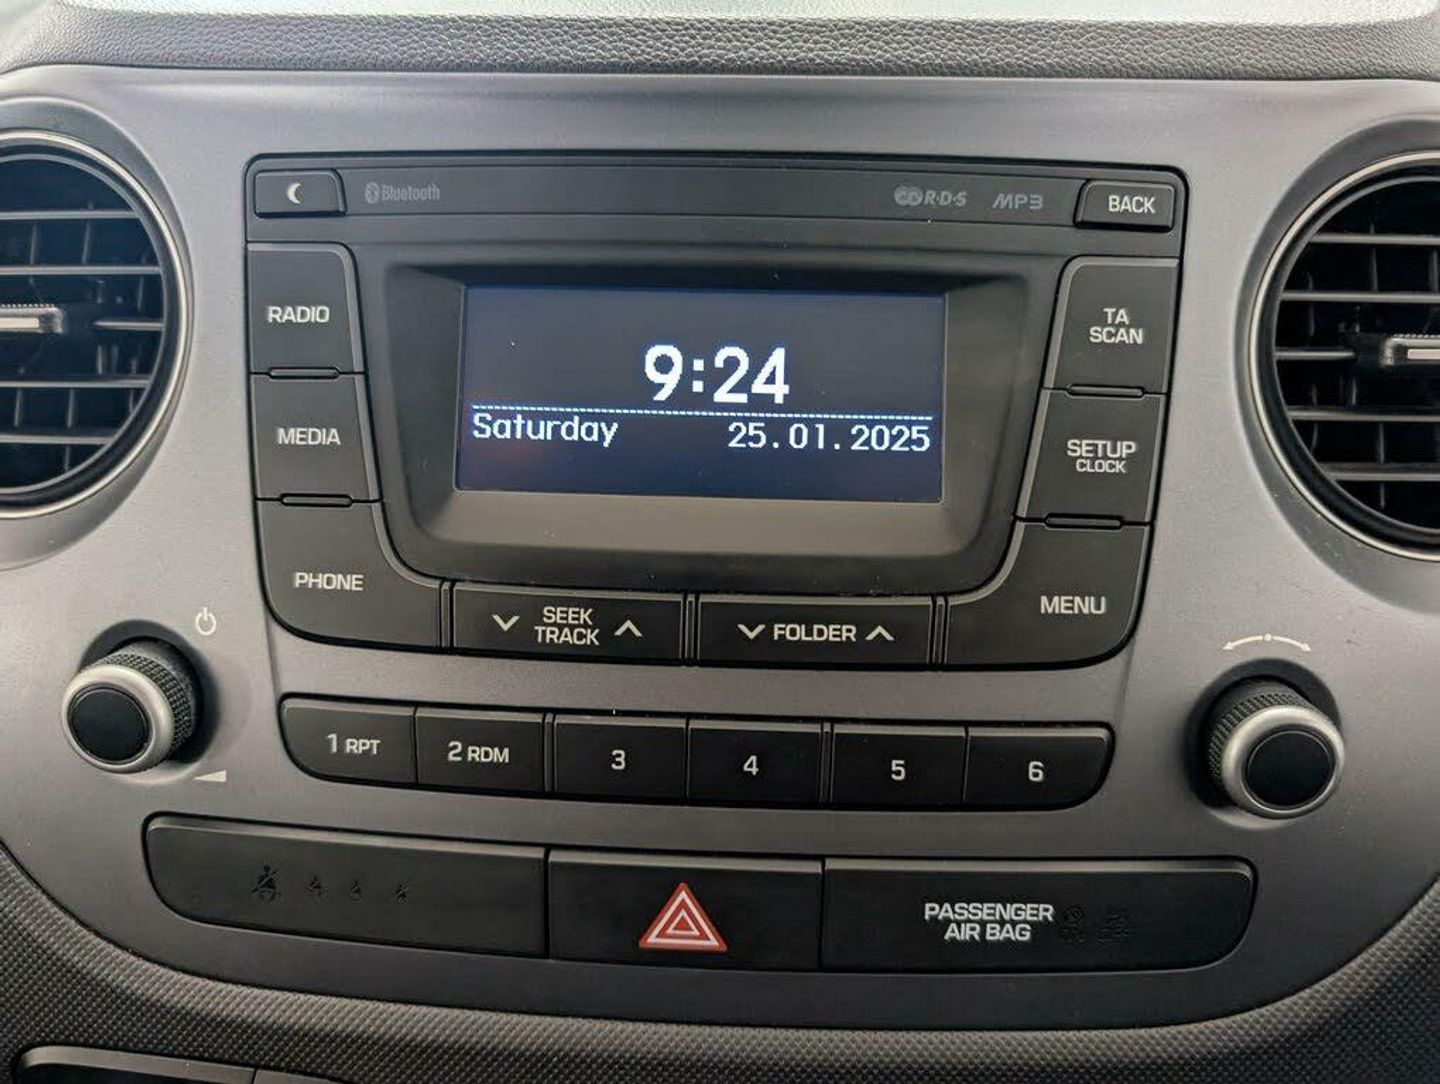 Bluetooth
R·D·S
MP3
BACK
RADIO
TA
SCAN
9:24
Saturday 25.01.2025
MEDIA
SETUP
CLOCK
PHONE
SEEK
TRACK
FOLDER
MENU
1 RPT
2 RDM
3
4
5
6
PASSENGER
AIR BAG